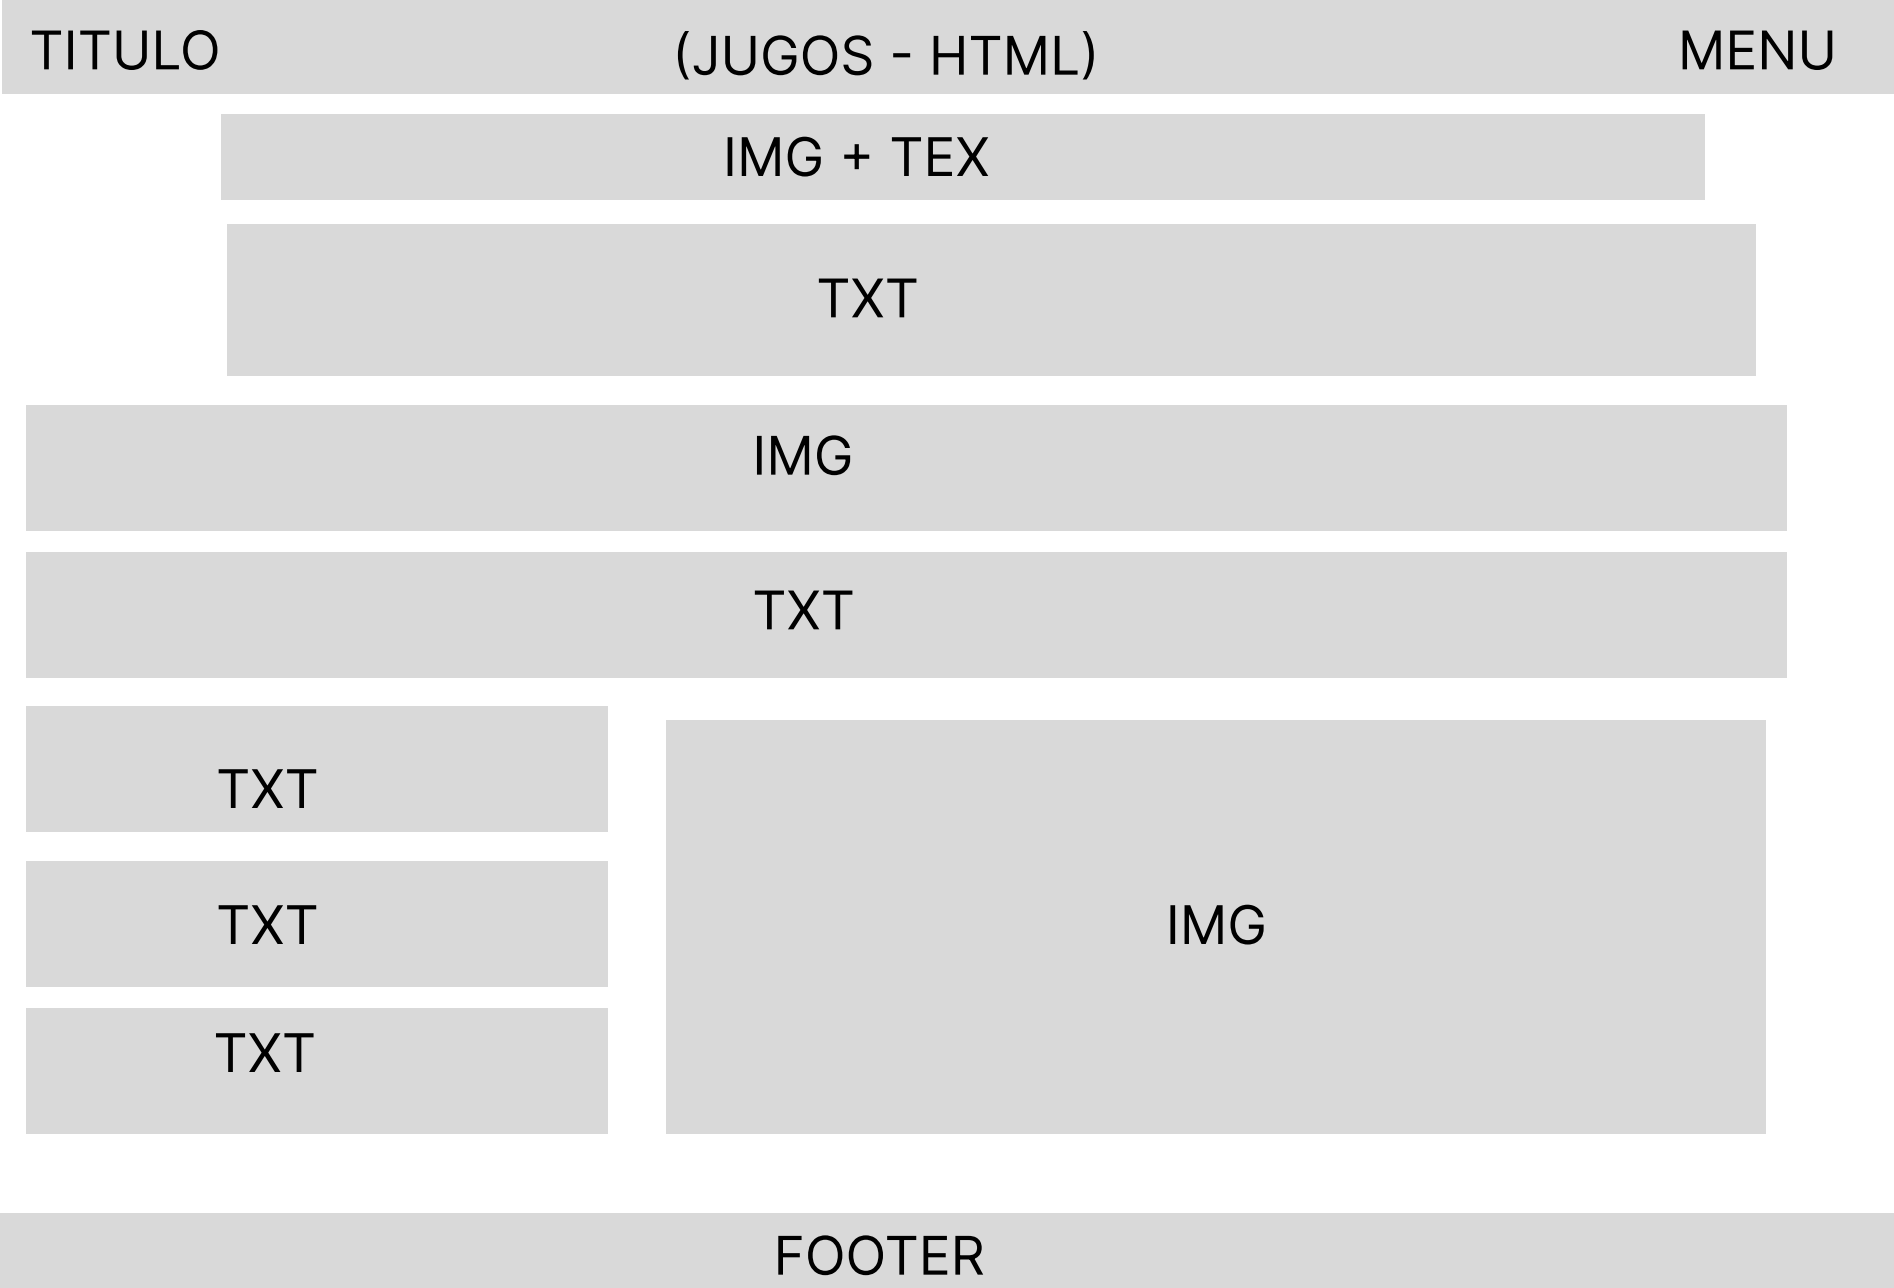 TITULO
(JUGOS - HTML)
MENU
IMG + TEX
TXT
IMG
TXT
TXT
TXT
TXT
IMG
FOOTER